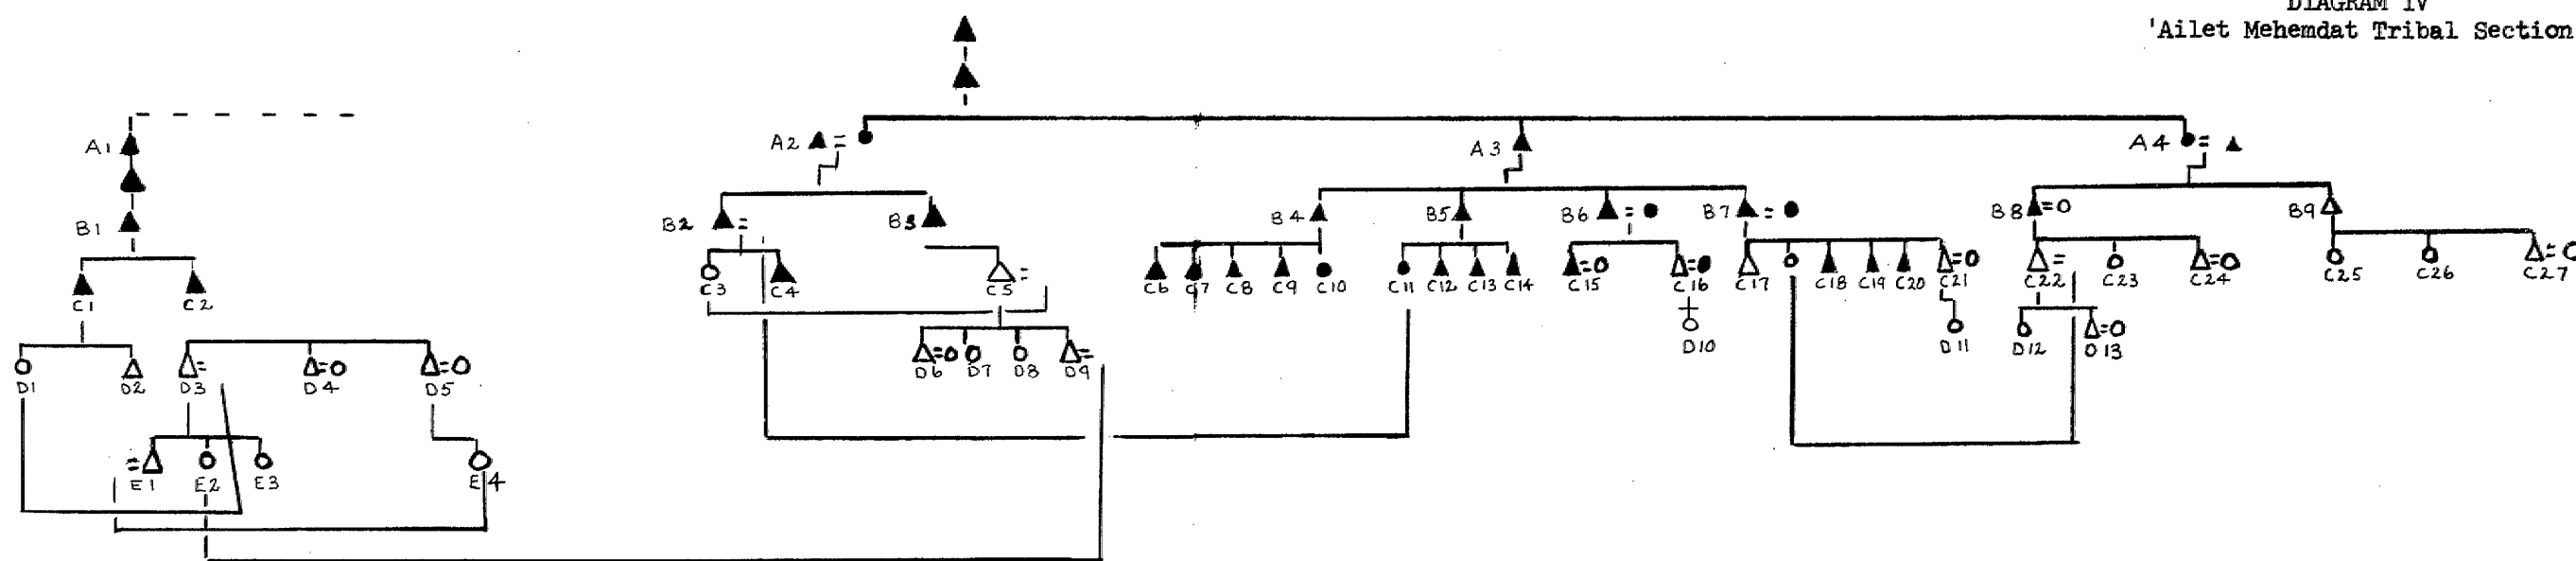 DIAGRAM IV
'Ailet Mehemdat Tribal Section
A1 A2 A3 A4
B1 B2 B3 B4 B5 B6 B7 B8 B9
C1 C2 C3 C4 C5 C6 C7 C8 C9 C10 C11 C12 C13 C14 C15 C16 C17 C18 C19 C20 C21 C22 C23 C24 C25 C26 C27
D1 D2 D3 D4 D5 D6 D7 D8 D9 D10 D11 D12 D13
E1 E2 E3 E4